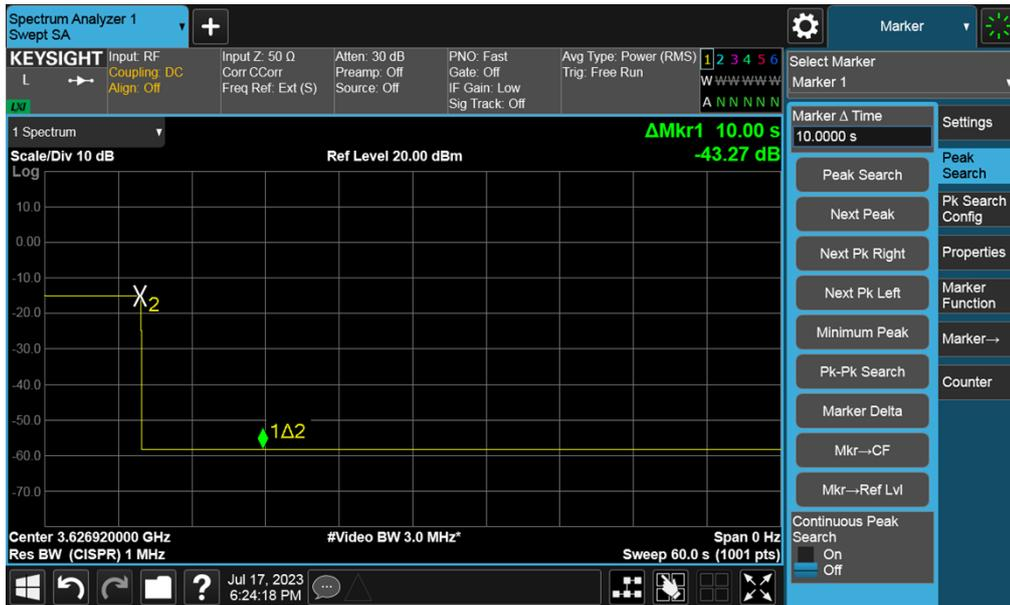 Spectrum Analyzer 1
Swept SA
+
Marker
KEYSIGHT
L
LXI
Input: RF
Coupling: DC
Align: Off
Input Z: 50 Ω
Corr CCorr
Freq Ref: Ext (S)
Atten: 30 dB
Preamp: Off
Source: Off
PNO: Fast
Gate: Off
IF Gain: Low
Sig Track: Off
Avg Type: Power (RMS)
Trig: Free Run
1 2 3 4 5 6
W W W W W W
A N N N N N
Select Marker
Marker 1
1 Spectrum
Scale/Div 10 dB
Log
Ref Level 20.00 dBm
ΔMkr1 10.00 s
-43.27 dB
10.0
0.00
-10.0
-20.0
-30.0
-40.0
-50.0
-60.0
-70.0
2
1Δ2
Center 3.626920000 GHz
Res BW (CISPR) 1 MHz
#Video BW 3.0 MHz*
Span 0 Hz
Sweep 60.0 s (1001 pts)
Marker Δ Time
10.0000 s
Peak Search
Next Peak
Next Pk Right
Next Pk Left
Minimum Peak
Pk-Pk Search
Marker Delta
Mkr→CF
Mkr→Ref Lvl
Continuous Peak
Search
On
Off
Settings
Peak
Search
Pk Search
Config
Properties
Marker
Function
Marker→
Counter
?
Jul 17, 2023
6:24:18 PM